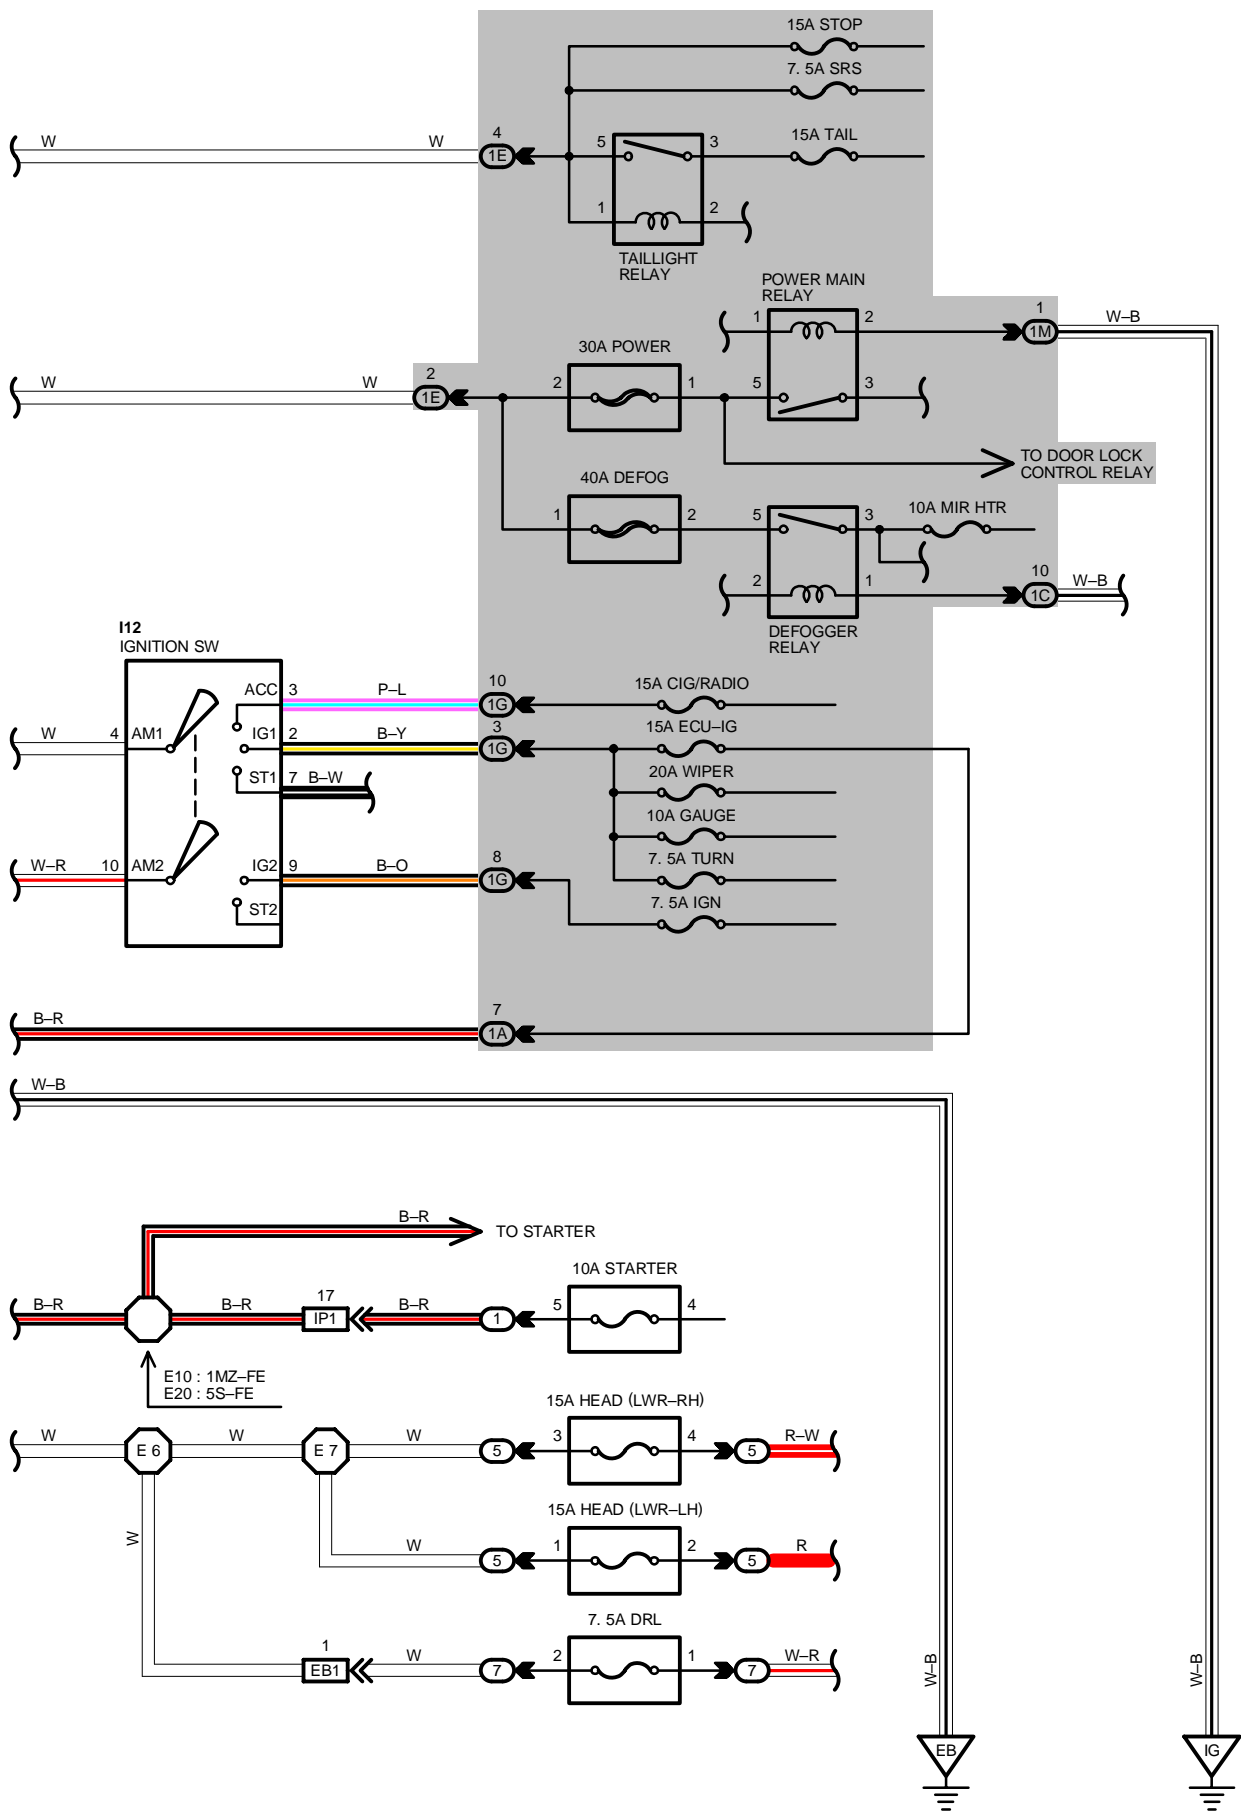 15A STOP
7. 5A SRS
W
W
4
1E
5
3
15A TAIL
1
2
TAILLIGHT
RELAY
POWER MAIN
RELAY
1
2
1
1M
W–B
30A POWER
W
W
2
1E
2
1
5
3
TO DOOR LOCK
CONTROL RELAY
40A DEFOG
1
2
5
3
10A MIR HTR
2
1
10
1C
W–B
DEFOGGER
RELAY
I12
IGNITION SW
ACC
3
P–L
10
1G
15A CIG/RADIO
W
4
AM1
IG1
2
B–Y
3
1G
15A ECU–IG
ST1
7
B–W
20A WIPER
10A GAUGE
W–R
10
AM2
IG2
9
B–O
8
1G
7. 5A TURN
ST2
7. 5A IGN
B–R
7
1A
W–B
B–R
TO STARTER
10A STARTER
B–R
B–R
17
IP1
B–R
1
5
4
E10 : 1MZ–FE
E20 : 5S–FE
15A HEAD (LWR–RH)
W
E 6
W
E 7
W
5
3
4
5
R–W
15A HEAD (LWR–LH)
W
W
5
1
2
5
R
7. 5A DRL
1
EB1
W
7
2
1
7
W–R
W–B
W–B
EB
IG